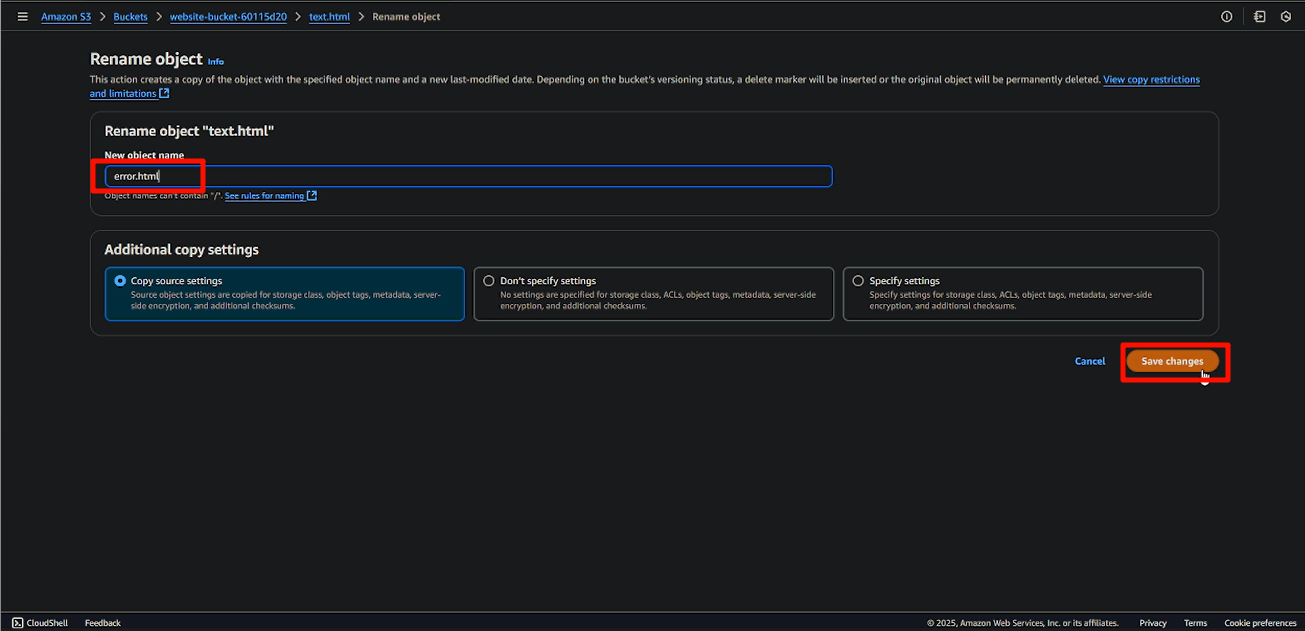 Amazon S3 > Buckets > website-bucket-60115d20 > text.html > Rename object
Rename object Info
This action creates a copy of the object with the specified object name and a new last-modified date. Depending on the bucket's versioning status, a delete marker will be inserted or the original object will be permanently deleted. View copy restrictions
and limitations
Rename object "text.html"
New object name
error.html
Object names can't contain "/". See rules for naming
Additional copy settings
Copy source settings
Source object settings are copied for storage class, object tags, metadata, server-
side encryption, and additional checksums.
Don't specify settings
No settings are specified for storage class, ACLs, object tags, metadata, server-side
encryption, and additional checksums.
Specify settings
Specify settings for storage class, ACLs, object tags, metadata, server-side
encryption, and additional checksums.
Cancel Save changes
CloudShell Feedback © 2025, Amazon Web Services, Inc. or its affiliates. Privacy Terms Cookie preferences